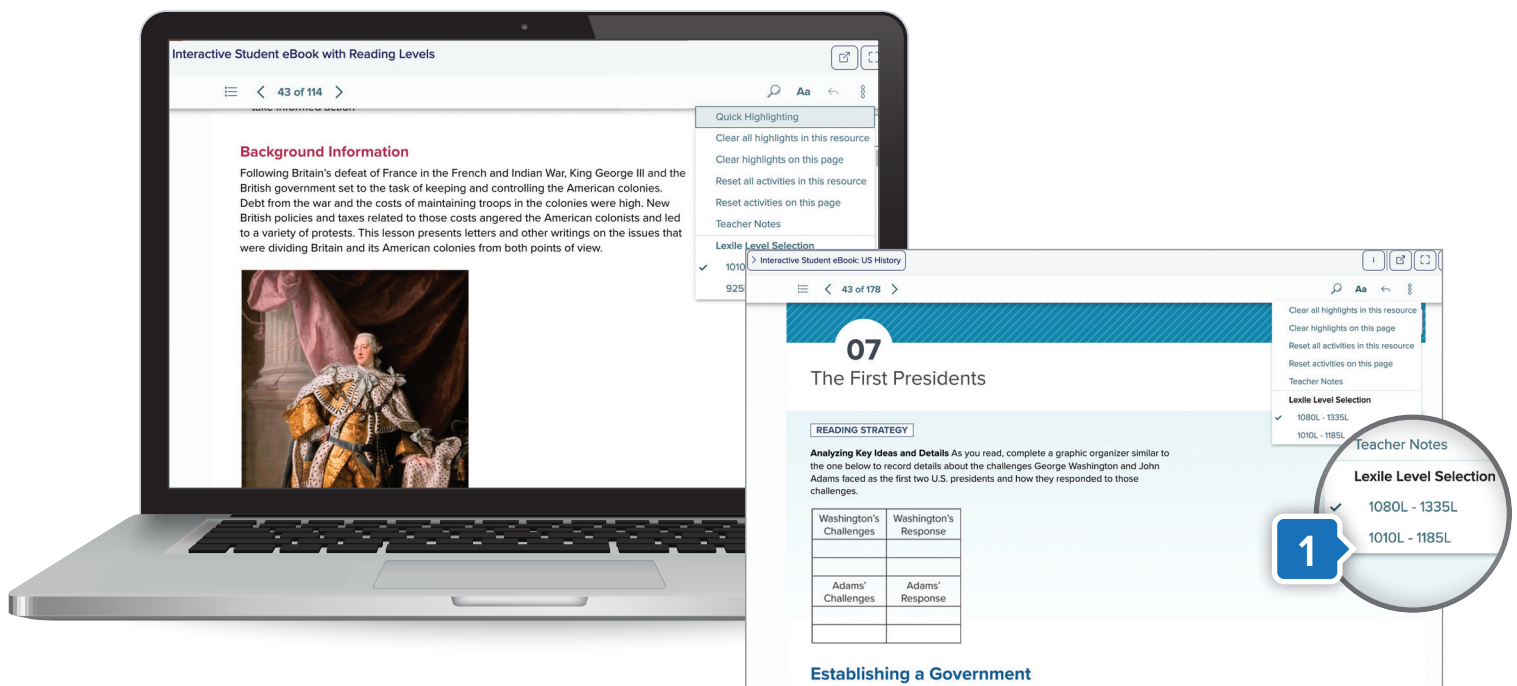 Interactive Student eBook with Reading Levels
43 of 114
Aa
take informed action
Quick Highlighting
Clear all highlights in this resource
Clear highlights on this page
Reset all activities in this resource
Reset activities on this page
Teacher Notes
Lexile Level Selection
1010
925
Background Information
Following Britain's defeat of France in the French and Indian War, King George III and the
British government set to the task of keeping and controlling the American colonies.
Debt from the war and the costs of maintaining troops in the colonies were high. New
British policies and taxes related to those costs angered the American colonists and led
to a variety of protests. This lesson presents letters and other writings on the issues that
were dividing Britain and its American colonies from both points of view.
Interactive Student eBook: US History
i
43 of 178
Aa
Clear all highlights in this resource
Clear highlights on this page
Reset all activities in this resource
Reset activities on this page
Teacher Notes
Lexile Level Selection
1080L - 1335L
1010L - 1185L
07
The First Presidents
READING STRATEGY
Analyzing Key Ideas and Details As you read, complete a graphic organizer similar to
the one below to record details about the challenges George Washington and John
Adams faced as the first two U.S. presidents and how they responded to those
challenges.
Washington's Challenges
Washington's Response
Adams' Challenges
Adams' Response
Establishing a Government
Teacher Notes
Lexile Level Selection
1080L - 1335L
1010L - 1185L
1